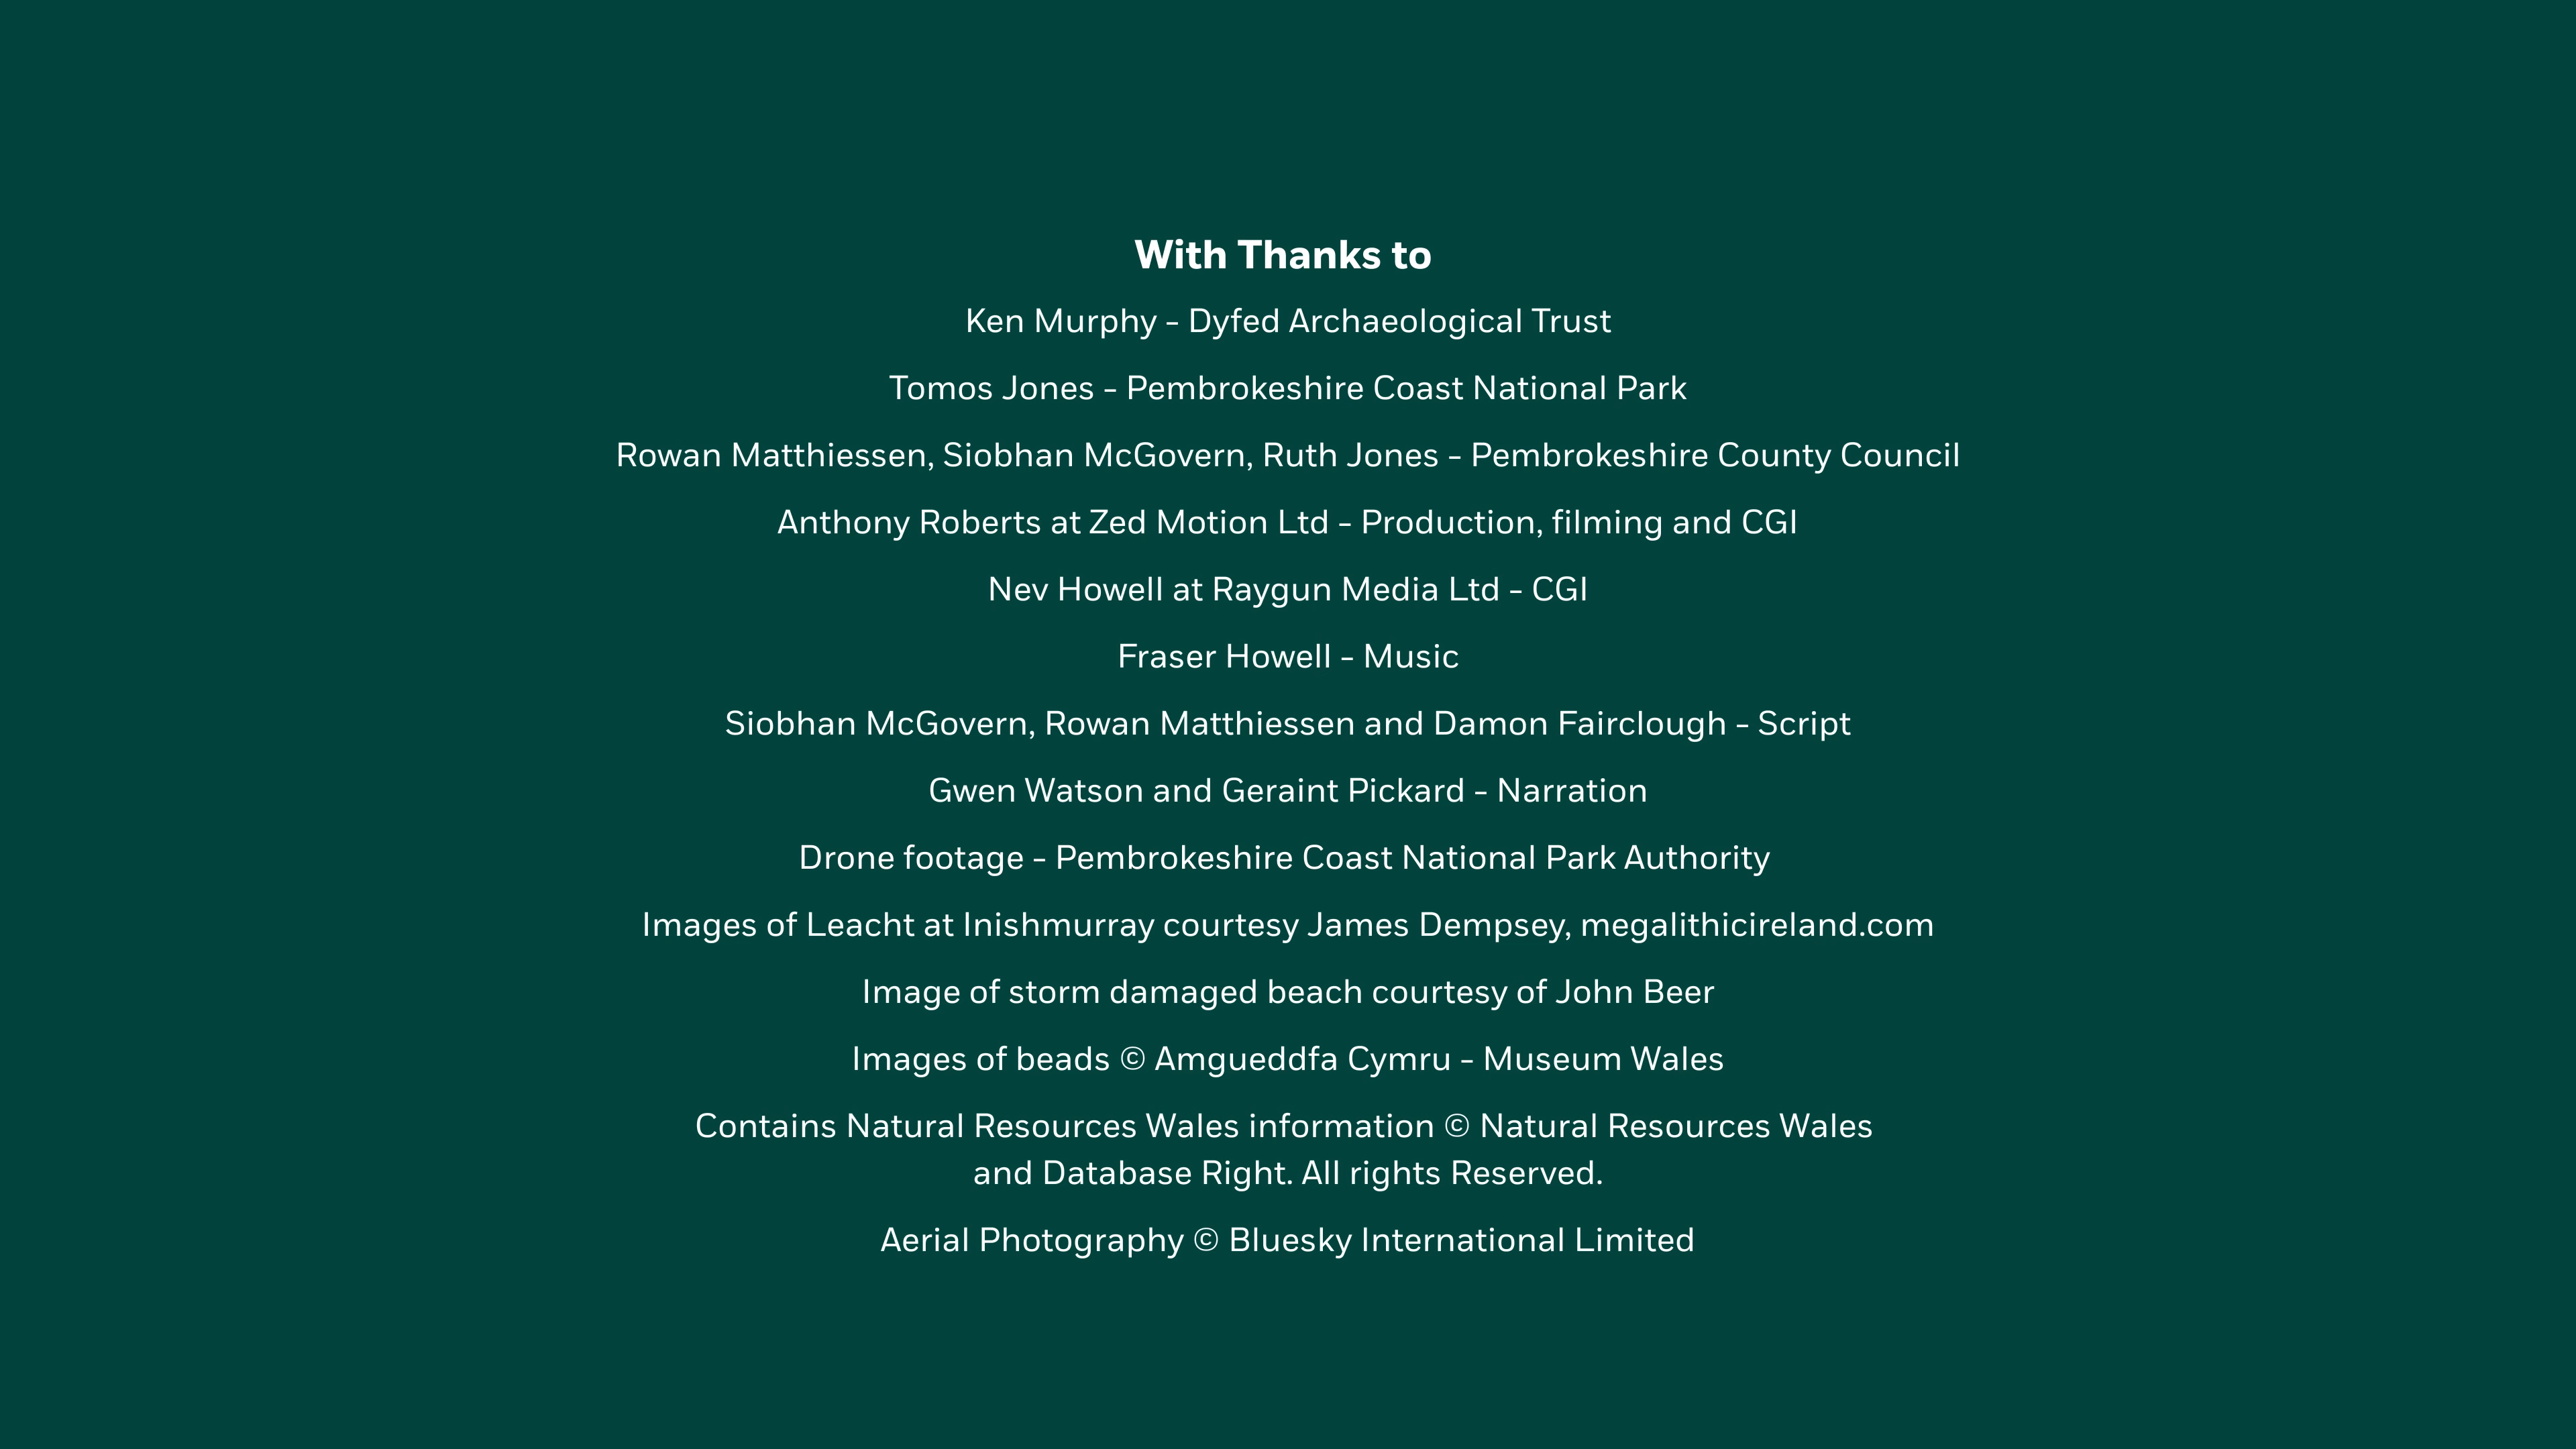 With Thanks to
Ken Murphy - Dyfed Archaeological Trust
Tomos Jones - Pembrokeshire Coast National Park
Rowan Matthiessen, Siobhan McGovern, Ruth Jones - Pembrokeshire County Council
Anthony Roberts at Zed Motion Ltd - Production, filming and CGI
Nev Howell at Raygun Media Ltd - CGI
Fraser Howell - Music
Siobhan McGovern, Rowan Matthiessen and Damon Fairclough - Script
Gwen Watson and Geraint Pickard - Narration
Drone footage - Pembrokeshire Coast National Park Authority
Images of Leacht at Inishmurray courtesy James Dempsey, megalithicireland.com
Image of storm damaged beach courtesy of John Beer
Images of beads © Amgueddfa Cymru - Museum Wales
Contains Natural Resources Wales information © Natural Resources Wales
and Database Right. All rights Reserved.
Aerial Photography © Bluesky International Limited